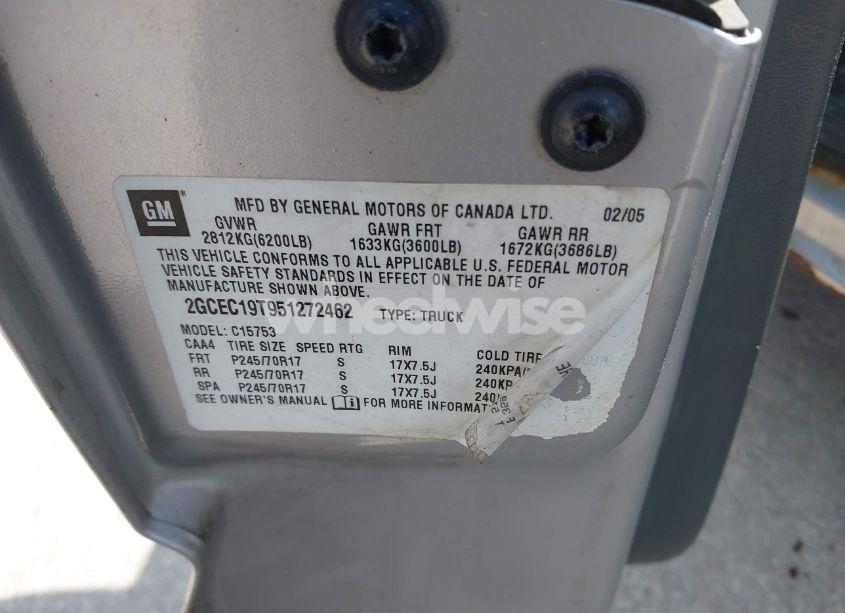 GM
MFD BY GENERAL MOTORS OF CANADA LTD. 02/05
GVWR GAWR FRT GAWR RR
2812KG(6200LB) 1633KG(3600LB) 1672KG(3686LB)
THIS VEHICLE CONFORMS TO ALL APPLICABLE U.S. FEDERAL MOTOR
VEHICLE SAFETY STANDARDS IN EFFECT ON THE DATE OF
MANUFACTURE SHOWN ABOVE.
2GCEC19T951272462 TYPE: TRUCK
wheelwise
MODEL: C15753
CAA4 TIRE SIZE SPEED RTG RIM COLD TIRE
FRT P245/70R17 S 17X7.5J 240KPA/
RR P245/70R17 S 17X7.5J 240KP
SPA P245/70R17 S 17X7.5J 240/
SEE OWNER'S MANUAL FOR MORE INFORMAT